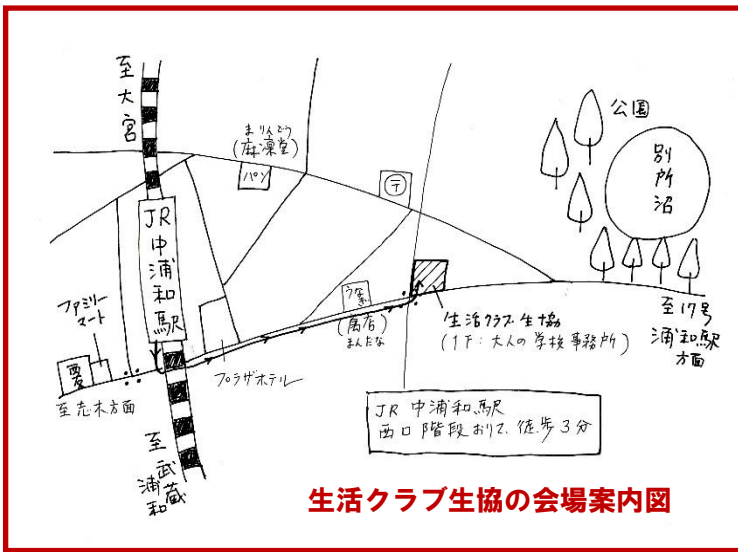 至大宮
まりんどう
(麻凛堂)
パン
〒
公園
別所沼
JR中浦和駅
ファミリーマート
うなぎ
(萬店)
まんだな
生活クラブ生協
(1F:大人の学校事務所)
至17号
浦和駅
方面
至志木方面
プラザホテル
至武蔵浦和
JR 中浦和駅
西口階段おりて、徒歩3分
生活クラブ生協の会場案内図